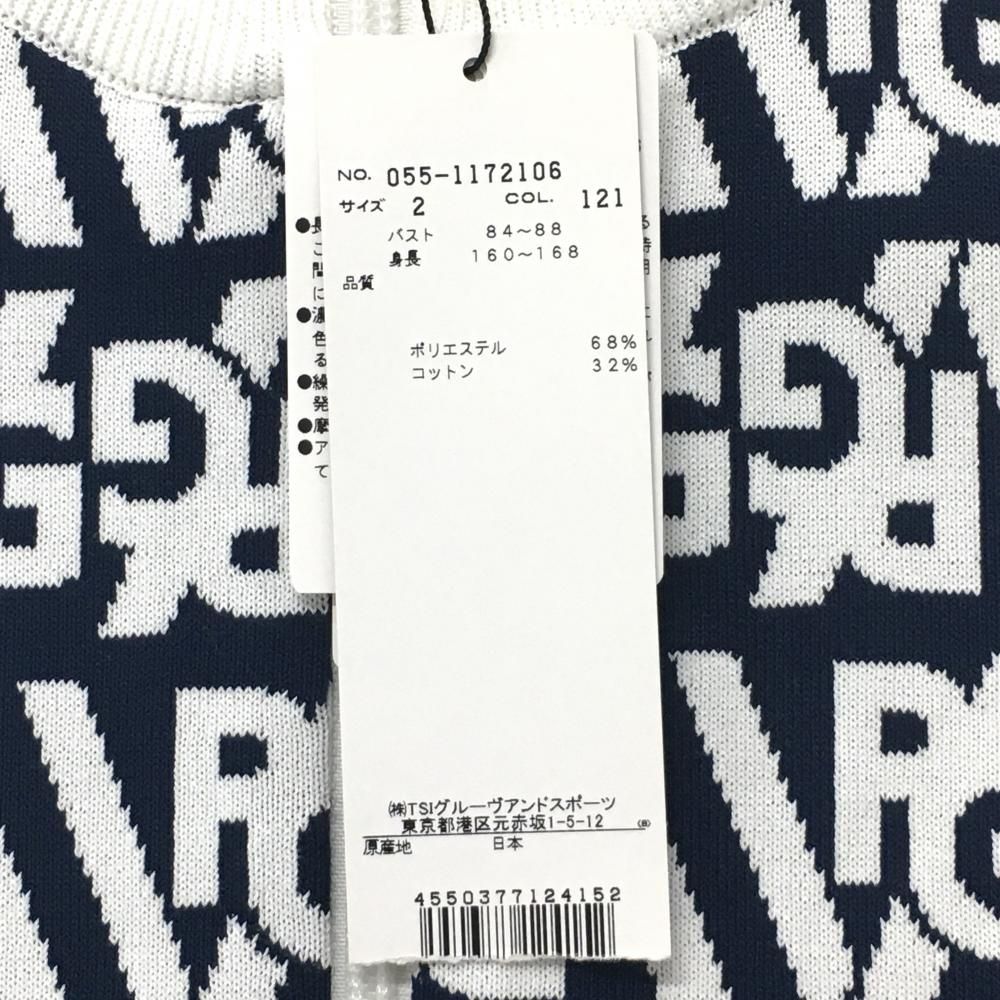 NO. 055-1172106
サイズ 2 COL. 121
バスト 84～88
身長 160～168
品質
ポリエステル 68%
コットン 32%
㈱TSIグルーヴアンドスポーツ
東京都港区元赤坂1-5-12
原産地 日本
4550377124152